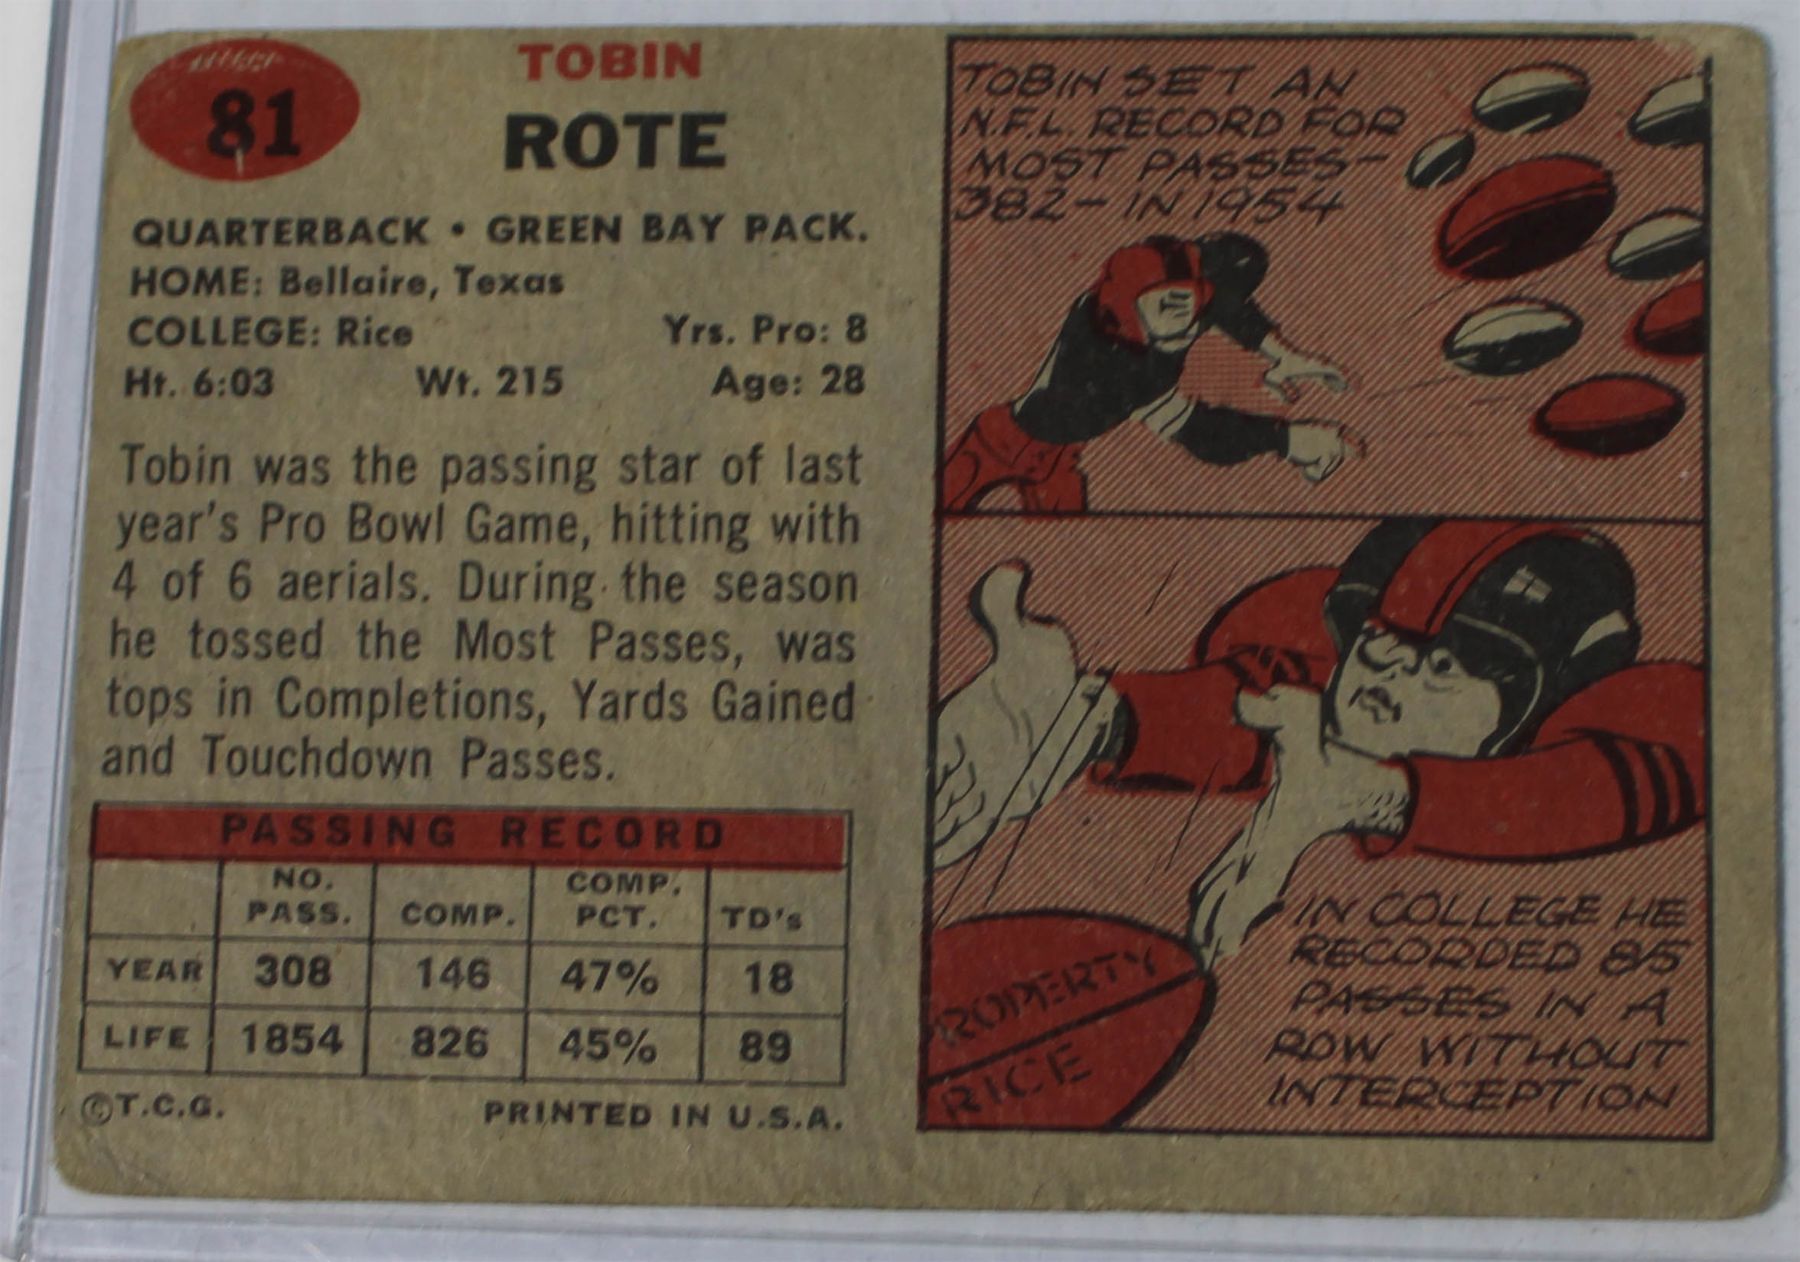 81
TOBIN
ROTE
QUARTERBACK • GREEN BAY PACK.
HOME: Bellaire, Texas
COLLEGE: Rice Yrs. Pro: 8
Ht. 6:03 Wt. 215 Age: 28
Tobin was the passing star of last
year's Pro Bowl Game, hitting with
4 of 6 aerials. During the season
he tossed the Most Passes, was
tops in Completions, Yards Gained
and Touchdown Passes.
PASSING RECORD
NO. PASS. COMP. COMP. PCT. TD's
YEAR 308 146 47% 18
LIFE 1854 826 45% 89
©T.C.G. PRINTED IN U.S.A.
TOBIN SET AN
N.F.L. RECORD FOR
MOST PASSES-
382- IN 1954
IN COLLEGE HE
RECORDED 85
PASSES IN A
ROW WITHOUT
INTERCEPTION
ROPERTY
RICE